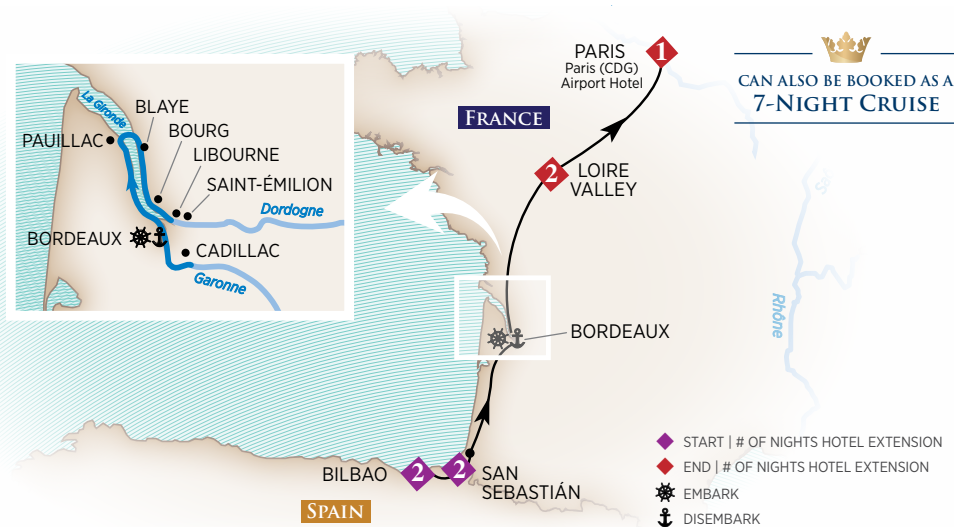 La Gironde
BLAYE
BOURG
PAUILLAC
LIBOURNE
SAINT-ÉMILION
Dordogne
BORDEAUX
CADILLAC
Garonne
PARIS
Paris (CDG)
Airport Hotel
1
FRANCE
2
LOIRE
VALLEY
CAN ALSO BE BOOKED AS A
7-NIGHT CRUISE
Rhône
BORDEAUX
BILBAO
2
2
SAN
SEBASTIÁN
SPAIN
START | # OF NIGHTS HOTEL EXTENSION
END | # OF NIGHTS HOTEL EXTENSION
EMBARK
DISEMBARK